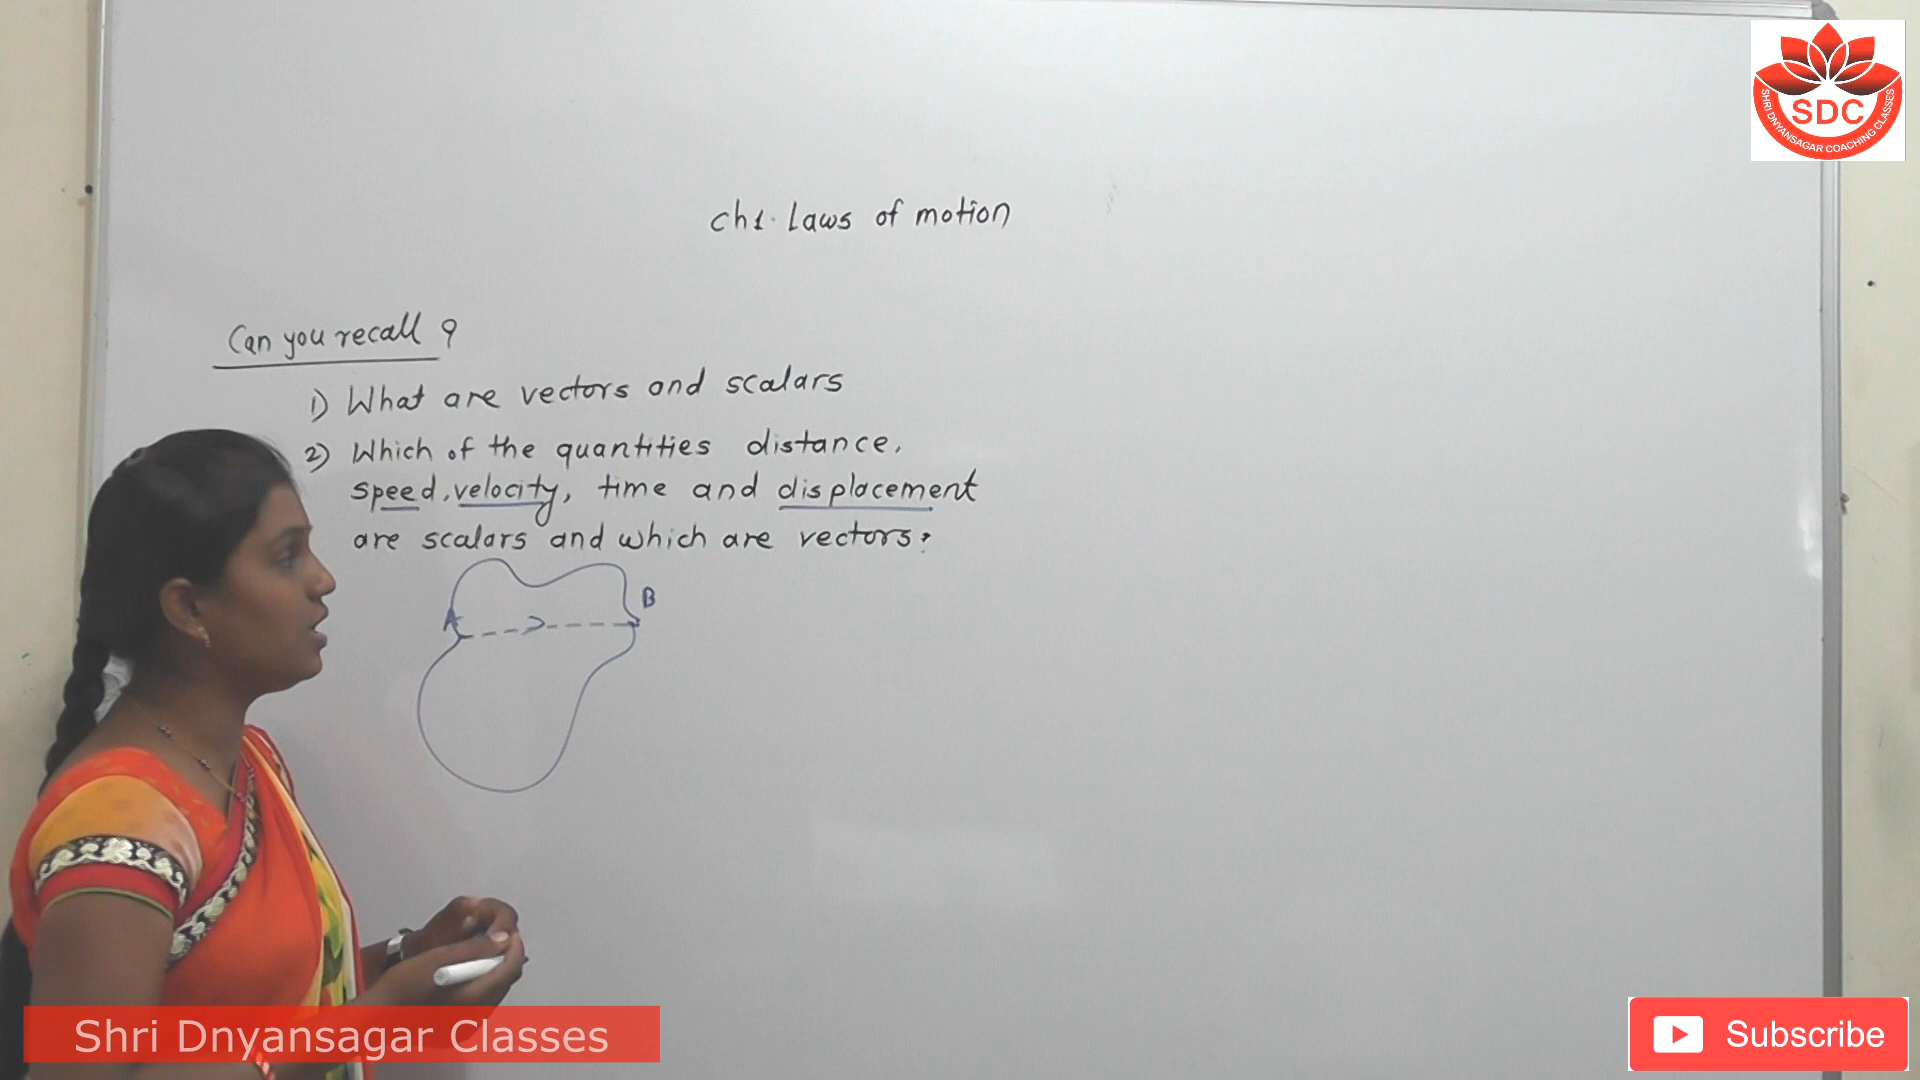 SHRI DNYANSAGAR COACHING CLASSES
SDC
ch1. Laws of motion
Can you recall ?
1) What are vectors and scalars
2) Which of the quantities distance,
speed, velocity, time and displacement
are scalars and which are vectors?
A
B
Shri Dnyansagar Classes
Subscribe